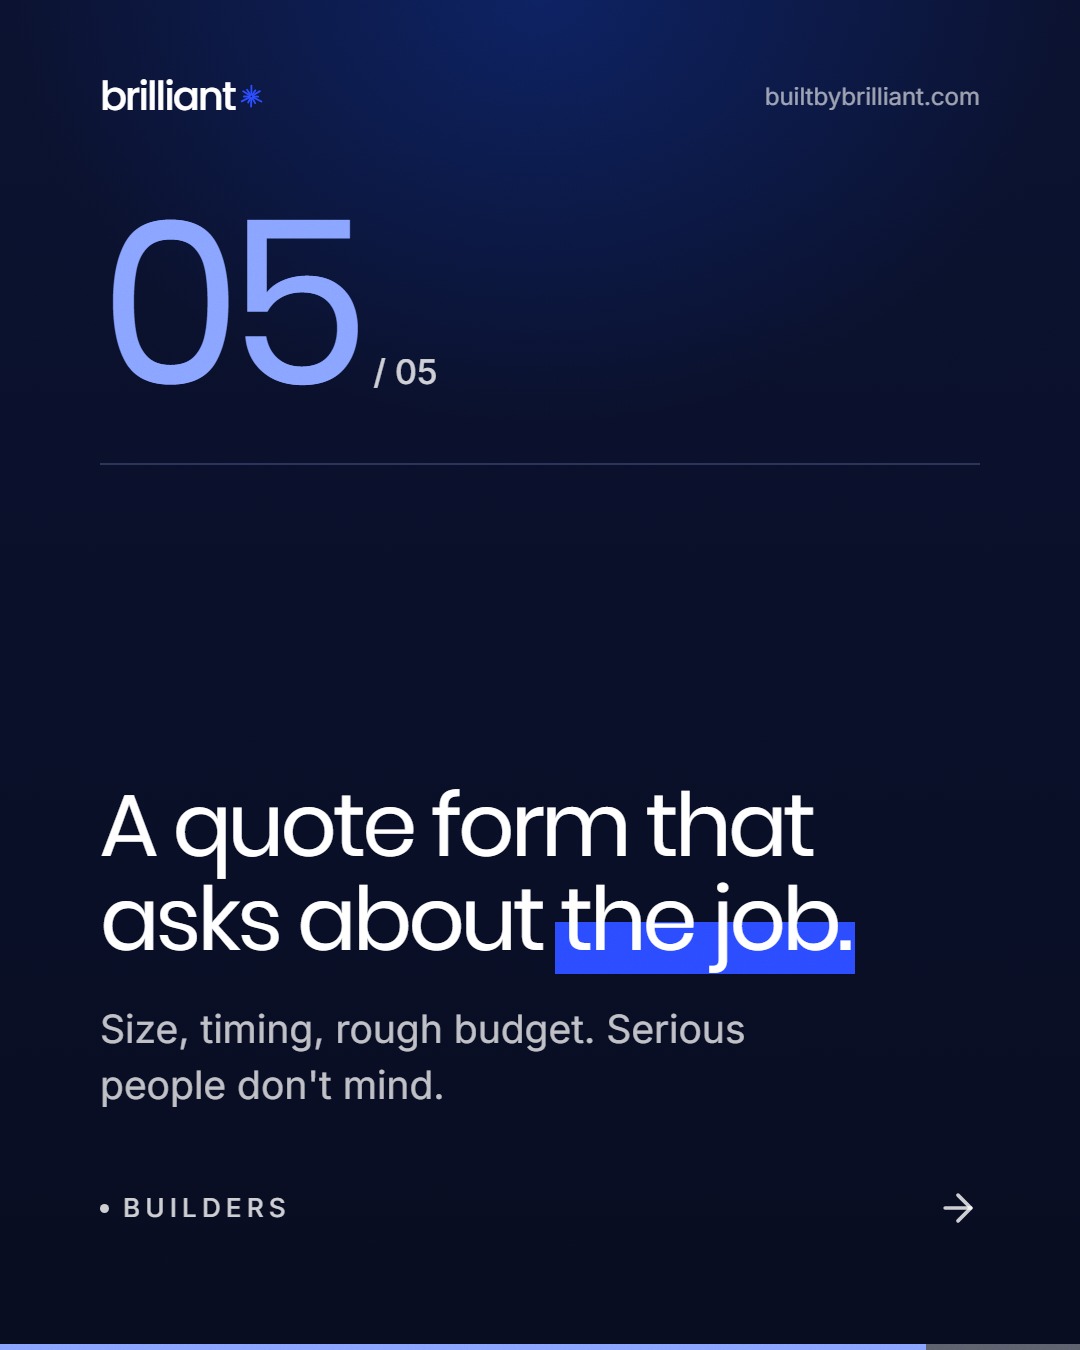 brilliant
builtbybrilliant.com
05 / 05
A quote form that
asks about the job.
Size, timing, rough budget. Serious
people don't mind.
• BUILDERS